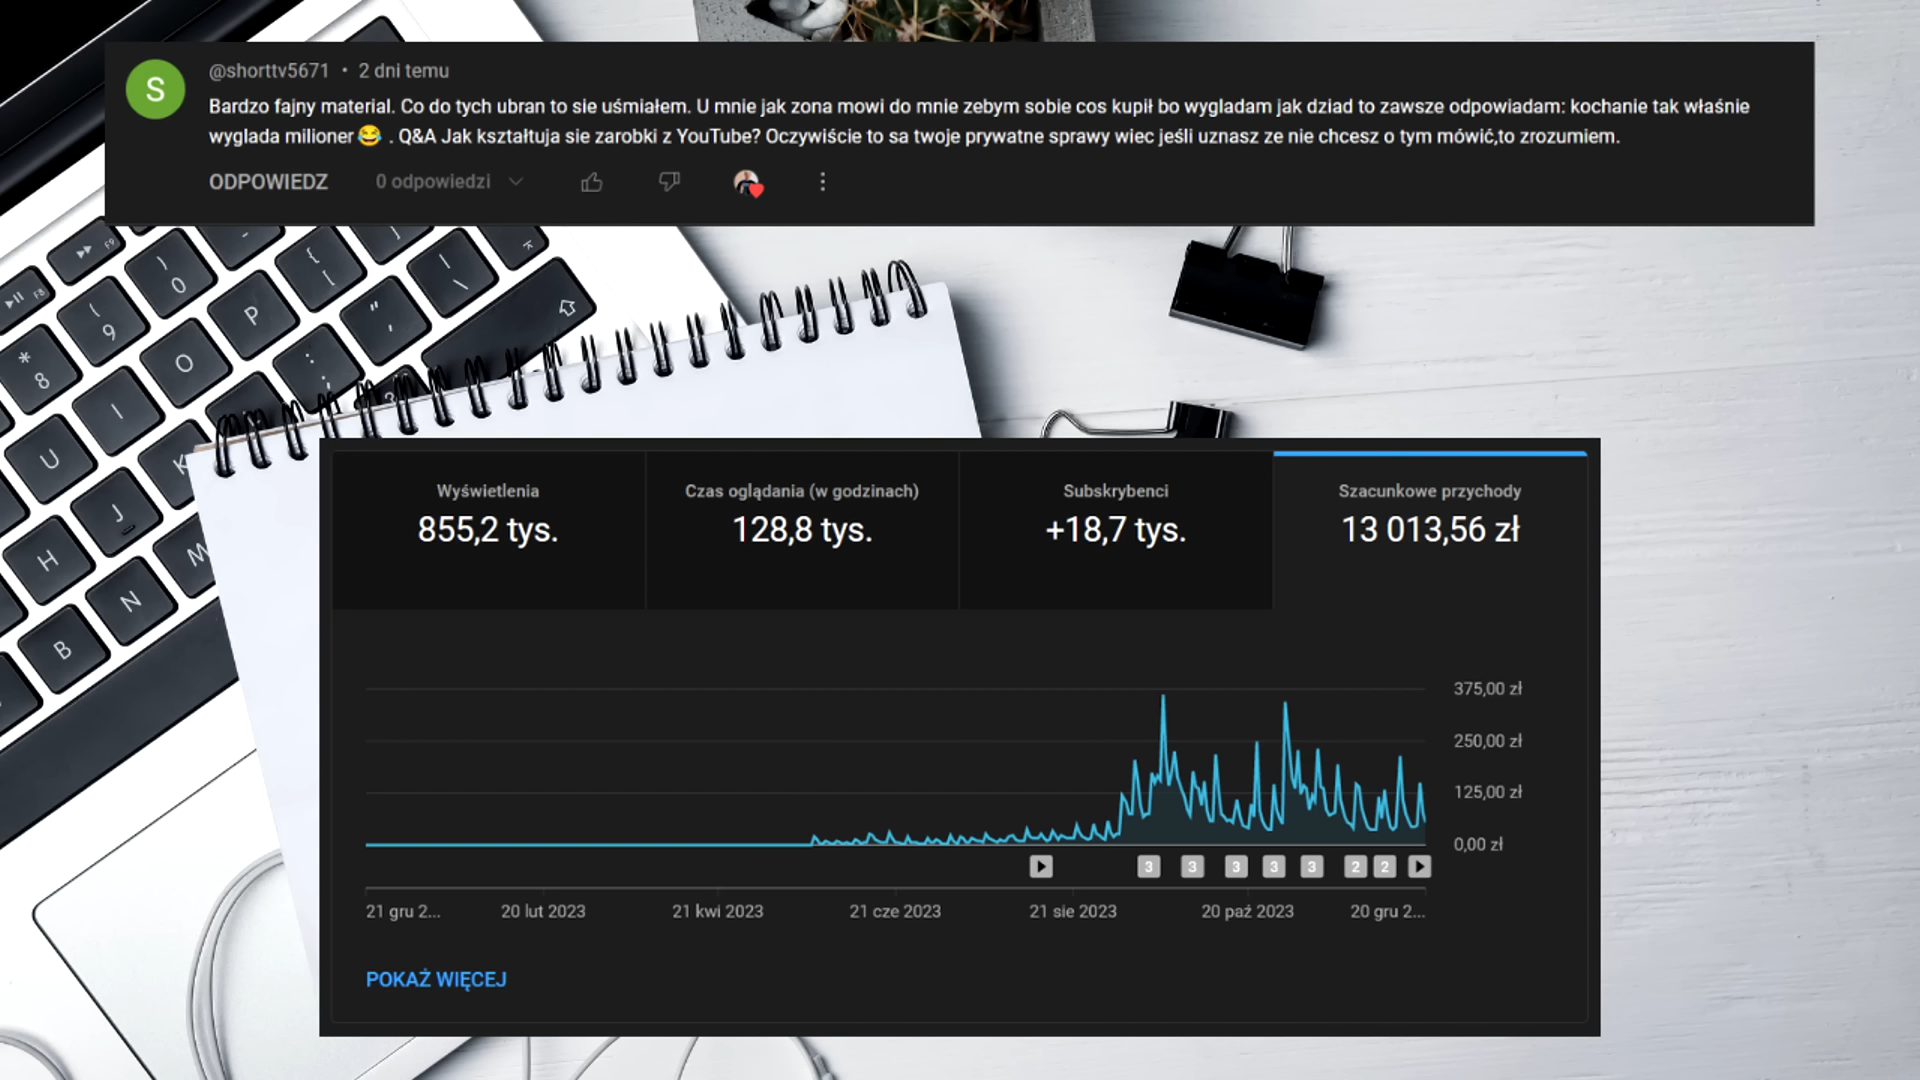 S
@shorttv5671 • 2 dni temu
Bardzo fajny material. Co do tych ubran to sie uśmiałem. U mnie jak zona mowi do mnie zebym sobie cos kupił bo wygladam jak dziad to zawsze odpowiadam: kochanie tak właśnie
wyglada milioner 😂 . Q&A Jak kształtuja sie zarobki z YouTube? Oczywiście to sa twoje prywatne sprawy wiec jeśli uznasz ze nie chcesz o tym mówić,to zrozumiem.
ODPOWIEDZ 0 odpowiedzi
F9
F8
) 0
( 9
* 8
P
O
I
U
K
J
H
M
N
B
Wyświetlenia
855,2 tys.
Czas oglądania (w godzinach)
128,8 tys.
Subskrybenci
+18,7 tys.
Szacunkowe przychody
13 013,56 zł
375,00 zł
250,00 zł
125,00 zł
0,00 zł
3 3 3 3 3 2 2
21 gru 2... 20 lut 2023 21 kwi 2023 21 cze 2023 21 sie 2023 20 paź 2023 20 gru 2...
POKAŻ WIĘCEJ